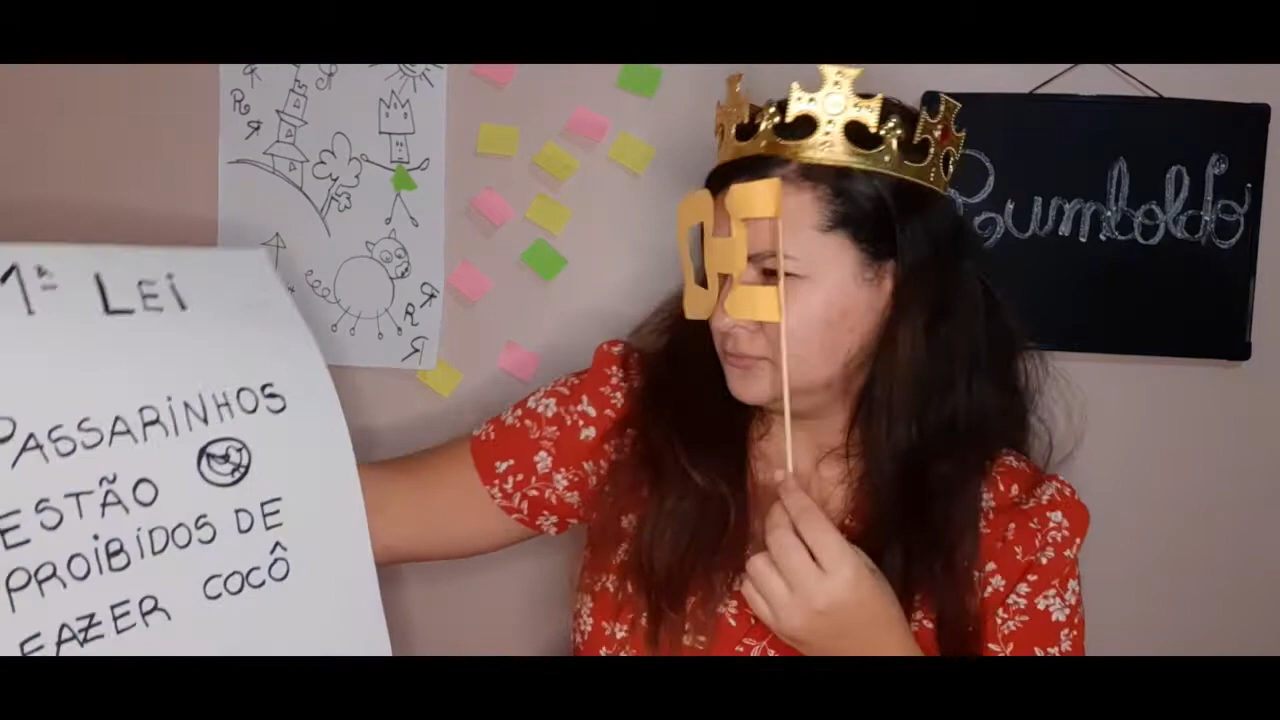 1ª LEI
PASSARINHOS
ESTÃO
PROIBIDOS DE
FAZER COCÔ
R
R
R
R
R
Rumboldo